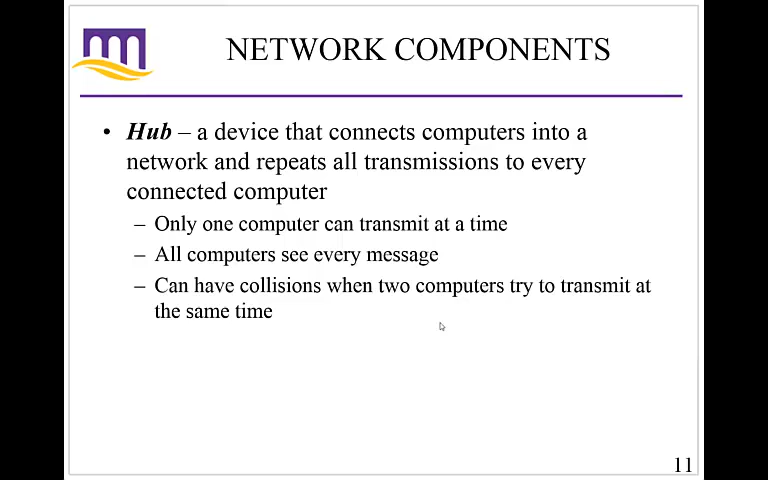 NETWORK COMPONENTS
• Hub – a device that connects computers into a
network and repeats all transmissions to every
connected computer
– Only one computer can transmit at a time
– All computers see every message
– Can have collisions when two computers try to transmit at
the same time
11